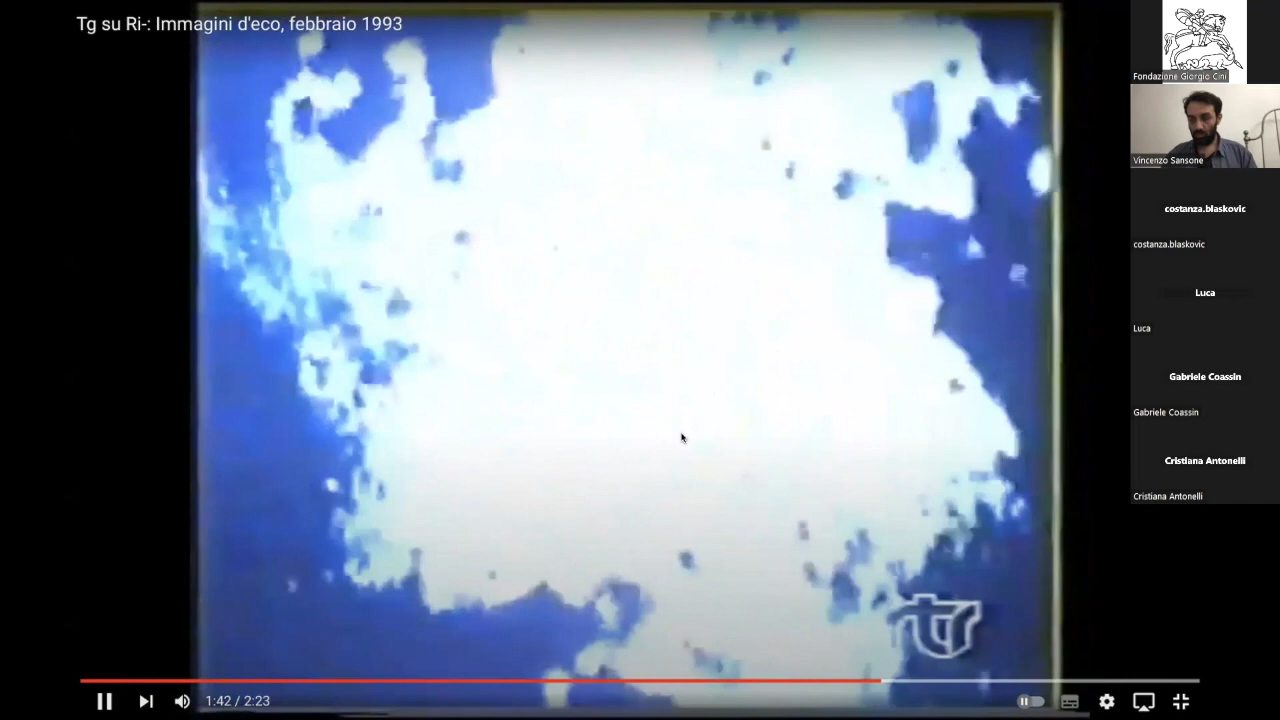 Tg su Ri-: Immagini d'eco, febbraio 1993
Fondazione Giorgio Cini
Vincenzo Sansone
costanza.blaskovic
costanza.blaskovic
Luca
Luca
Gabriele Coassin
Gabriele Coassin
Cristiana Antonelli
Cristiana Antonelli
tr
1:42 / 2:23